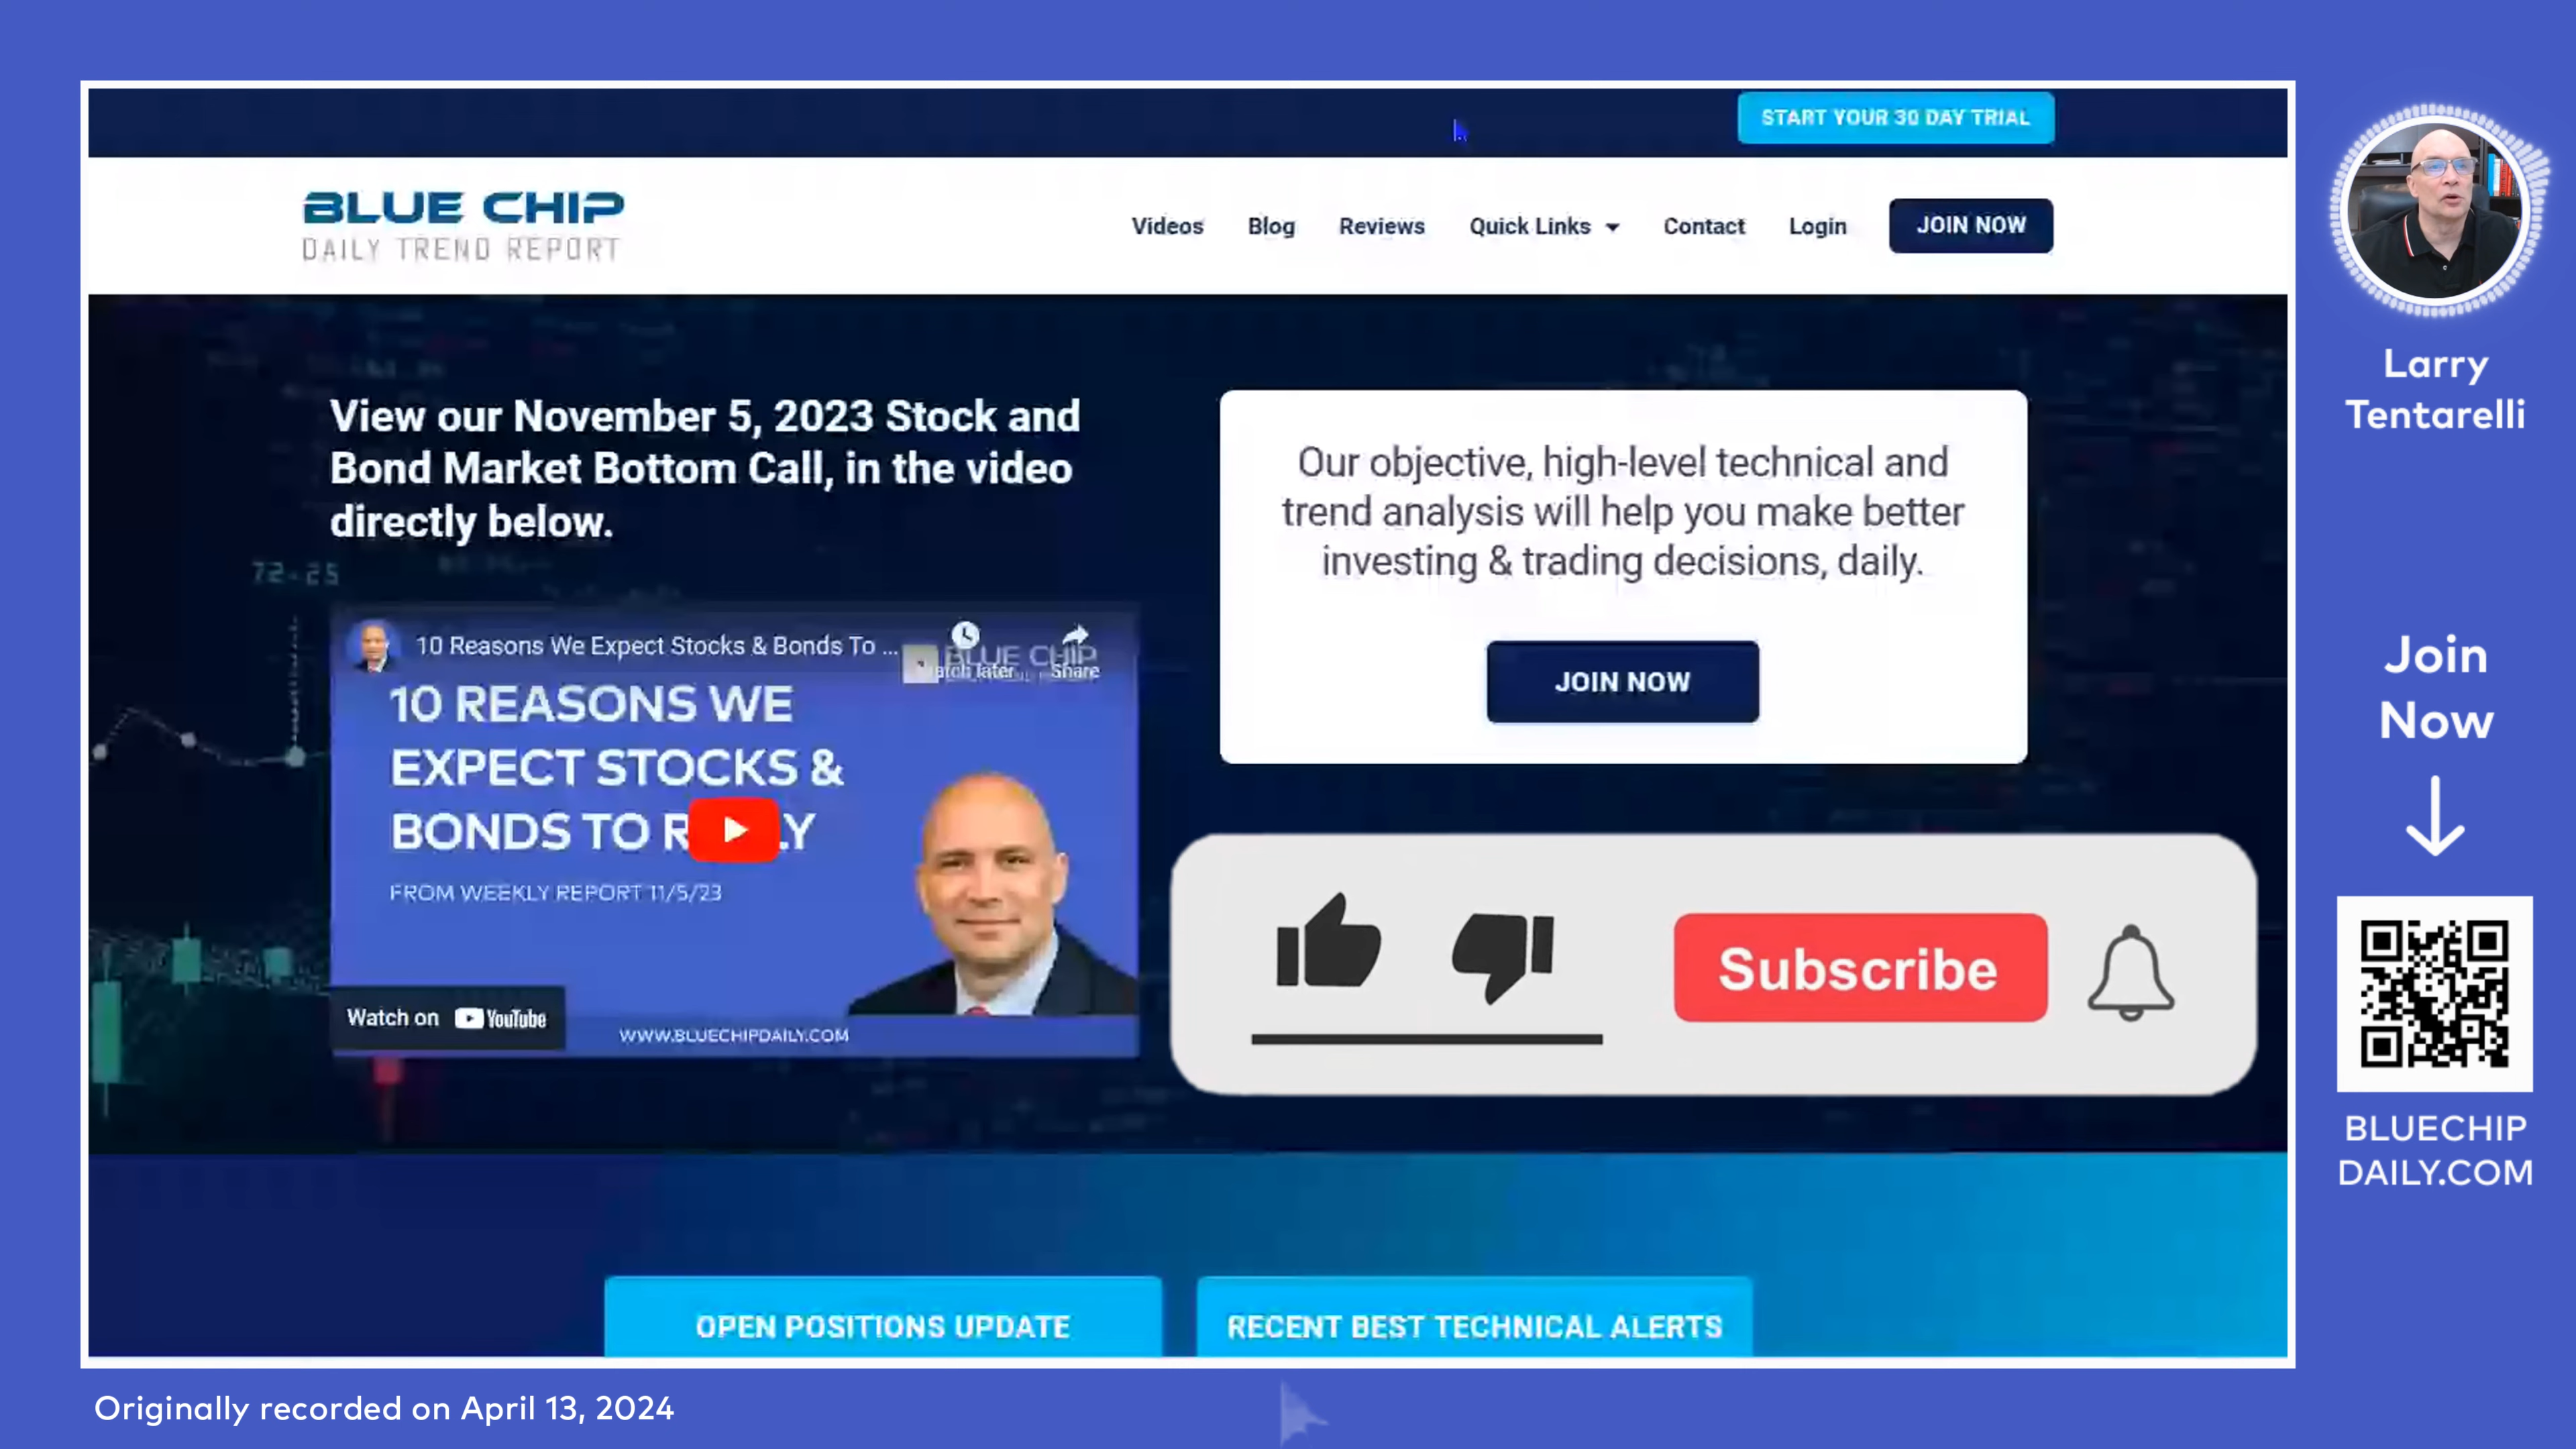 START YOUR 30 DAY TRIAL
BLUE CHIP
DAILY TREND REPORT
Videos Blog Reviews Quick Links Contact Login JOIN NOW
View our November 5, 2023 Stock and
Bond Market Bottom Call, in the video
directly below.
72-25
10 Reasons We Expect Stocks & Bonds To ...
BLUE CHIP
Share
10 REASONS WE
EXPECT STOCKS &
BONDS TO R LY
FROM WEEKLY REPORT 11/5/23
Watch on YouTube
WWW.BLUECHIPDAILY.COM
Our objective, high-level technical and
trend analysis will help you make better
investing & trading decisions, daily.
JOIN NOW
Subscribe
OPEN POSITIONS UPDATE
RECENT BEST TECHNICAL ALERTS
Larry
Tentarelli
Join
Now
BLUECHIP
DAILY.COM
Originally recorded on April 13, 2024